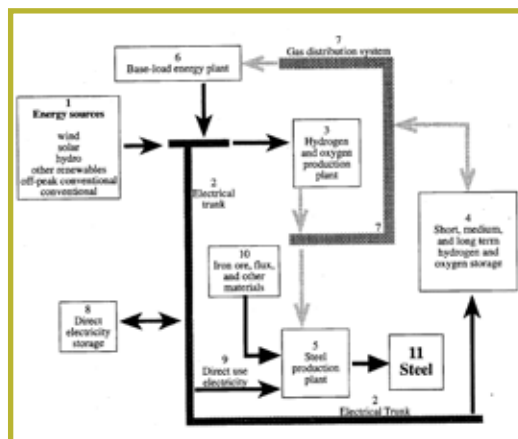 7
Gas distribution system
6
Base-load energy plant
1
Energy sources
wind
solar
hydro
other renewables
off-peak conventional
conventional
3
Hydrogen
and oxygen
production
plant
2
Electrical
trunk
7
4
Short, medium,
and long term
hydrogen and
oxygen storage
10
Iron ore, flux,
and other
materials
8
Direct
electricity
storage
5
Steel
production
plant
11
Steel
9
Direct use
electricity
2
Electrical Trunk